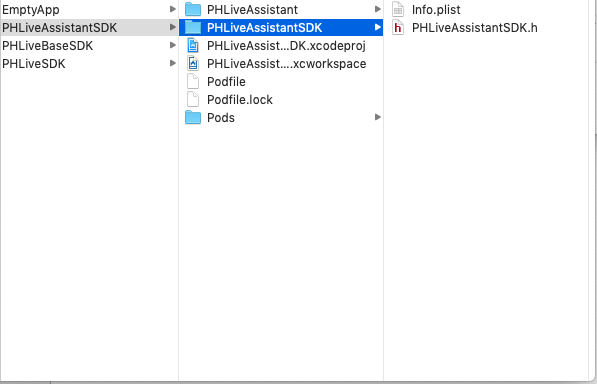 EmptyApp
PHLiveAssistantSDK
PHLiveBaseSDK
PHLiveSDK
PHLiveAssistant
PHLiveAssistantSDK
PHLiveAssist...DK.xcodeproj
PHLiveAssist....xcworkspace
Podfile
Podfile.lock
Pods
Info.plist
PHLiveAssistantSDK.h